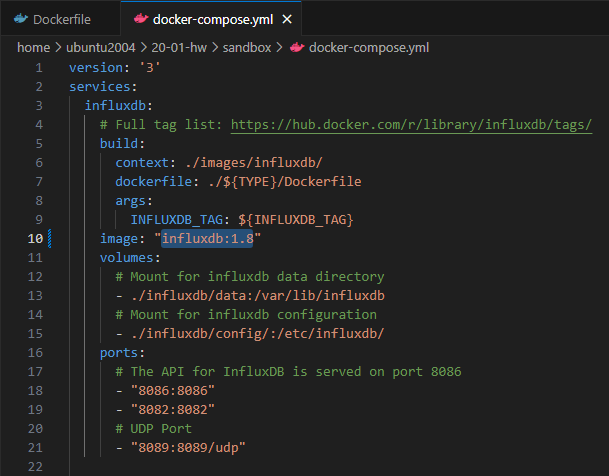 Dockerfile
docker-compose.yml ×
home > ubuntu2004 > 20-01-hw > sandbox > docker-compose.yml
1 version: '3'
2 services:
3   influxdb:
4     # Full tag list: https://hub.docker.com/r/library/influxdb/tags/
5     build:
6       context: ./images/influxdb/
7       dockerfile: ./${TYPE}/Dockerfile
8       args:
9         INFLUXDB_TAG: ${INFLUXDB_TAG}
10     image: "influxdb:1.8"
11     volumes:
12       # Mount for influxdb data directory
13       - ./influxdb/data:/var/lib/influxdb
14       # Mount for influxdb configuration
15       - ./influxdb/config/:/etc/influxdb/
16     ports:
17       # The API for InfluxDB is served on port 8086
18       - "8086:8086"
19       - "8082:8082"
20       # UDP Port
21       - "8089:8089/udp"
22